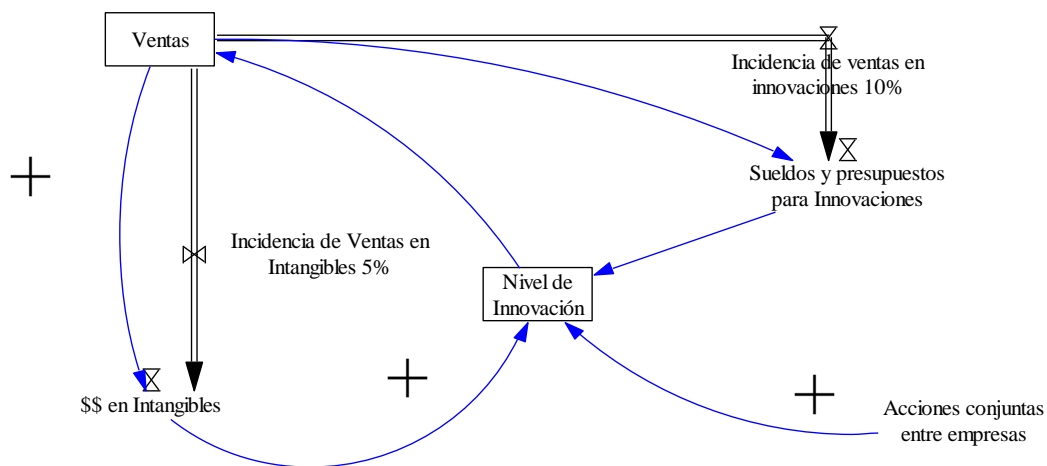 Ventas
Incidencia de ventas en
innovaciones 10%
Sueldos y presupuestos
para Innovaciones
Incidencia de Ventas en
Intangibles 5%
Nivel de
Innovación
$$ en Intangibles
Acciones conjuntas
entre empresas